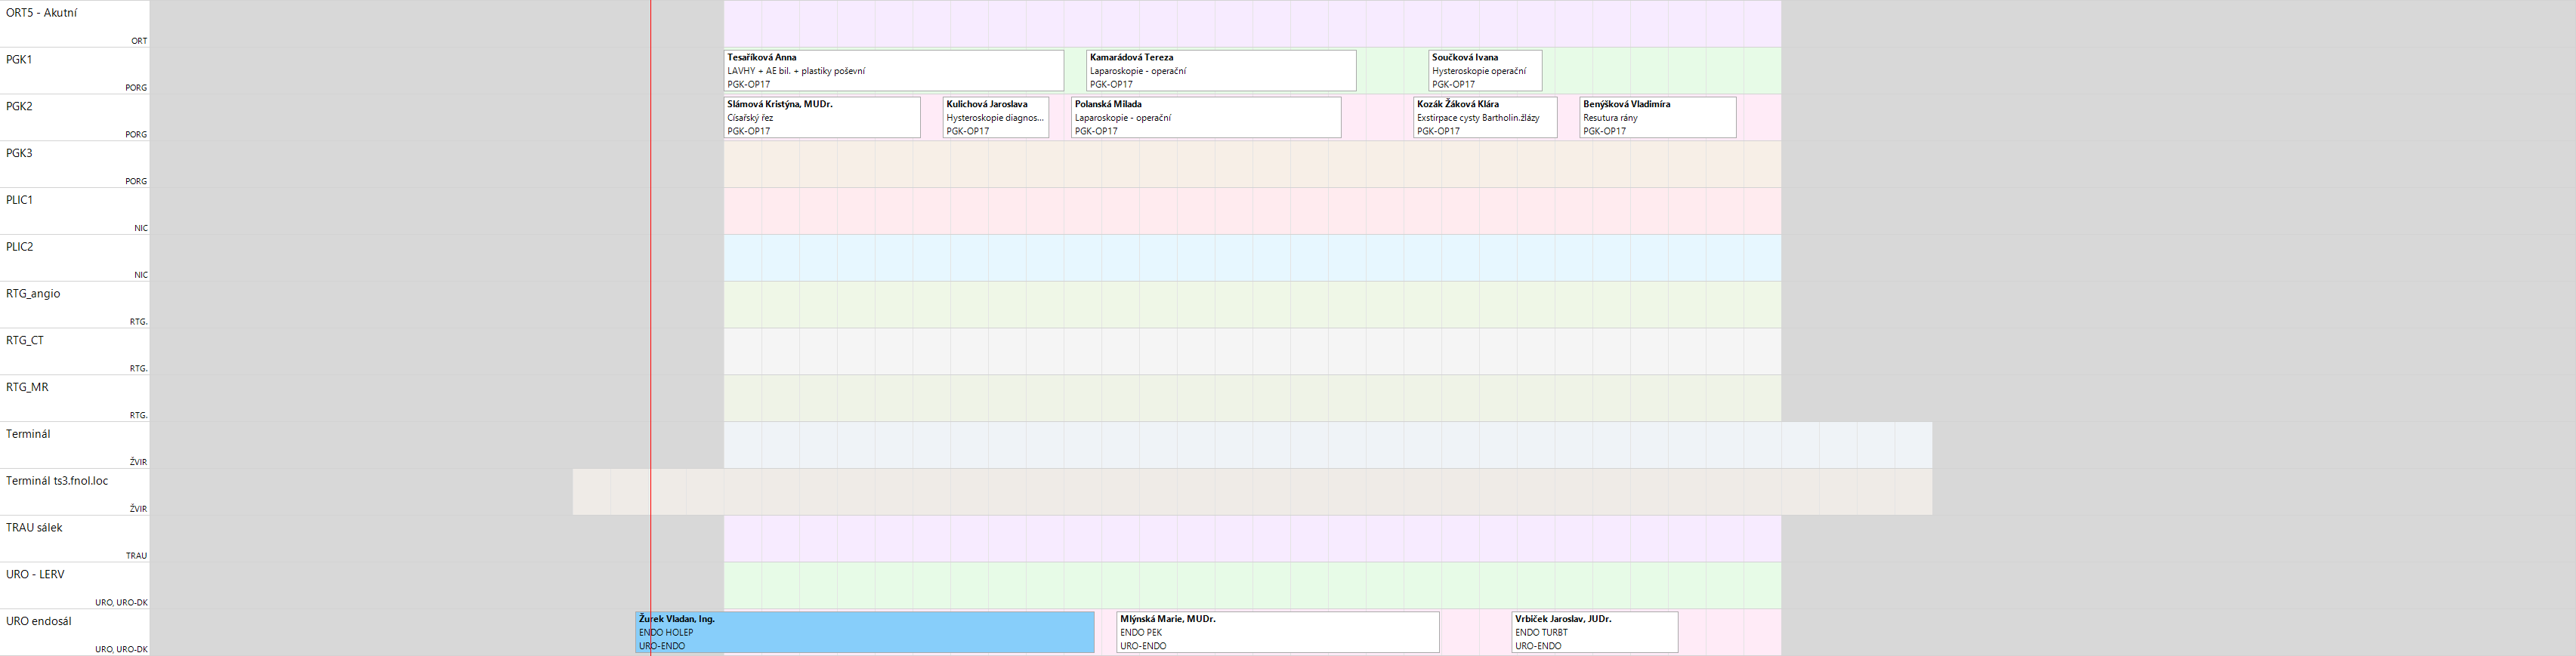 ORT5 - Akutní
ORT
PGK1
PORG
Tesaříková Anna
LAVHY + AE bil. + plastiky poševní
PGK-OP17
Kamarádová Tereza
Laparoskopie - operační
PGK-OP17
Součková Ivana
Hysteroskopie operační
PGK-OP17
PGK2
PORG
Slámová Kristýna, MUDr.
Císařský řez
PGK-OP17
Kulichová Jaroslava
Hysteroskopie diagnos...
PGK-OP17
Polanská Milada
Laparoskopie - operační
PGK-OP17
Kozák Žáková Klára
Exstirpace cysty Bartholin.žlázy
PGK-OP17
Benýšková Vladimíra
Resutura rány
PGK-OP17
PGK3
PORG
PLIC1
NIC
PLIC2
NIC
RTG_angio
RTG.
RTG_CT
RTG.
RTG_MR
RTG.
Terminál
ŽVIR
Terminál ts3.fnol.loc
ŽVIR
TRAU sálek
TRAU
URO - LERV
URO, URO-DK
URO endosál
URO, URO-DK
Žurek Vladan, Ing.
ENDO HOLEP
URO-ENDO
Mlýnská Marie, MUDr.
ENDO PEK
URO-ENDO
Vrbiček Jaroslav, JUDr.
ENDO TURBT
URO-ENDO